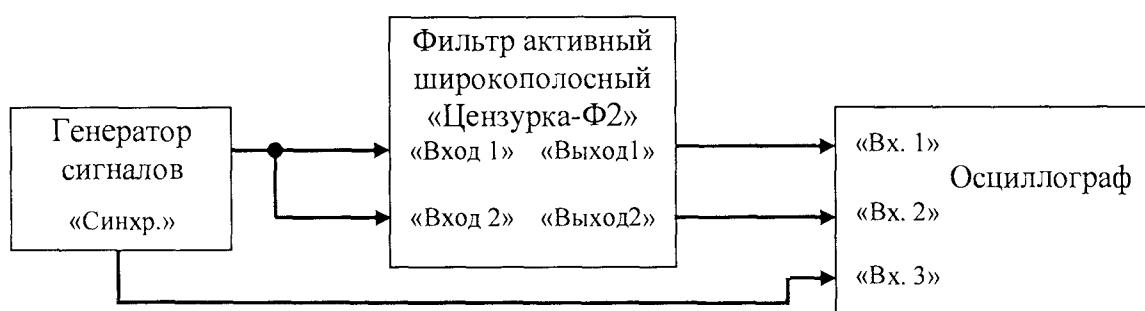 Фильтр активный
широкополосный
«Цензурка-Ф2»
Генератор
сигналов
«Синхр.»
«Вход 1» «Выход1»
«Вход 2» «Выход2»
«Вх. 1»
Осциллограф
«Вх. 2»
«Вх. 3»